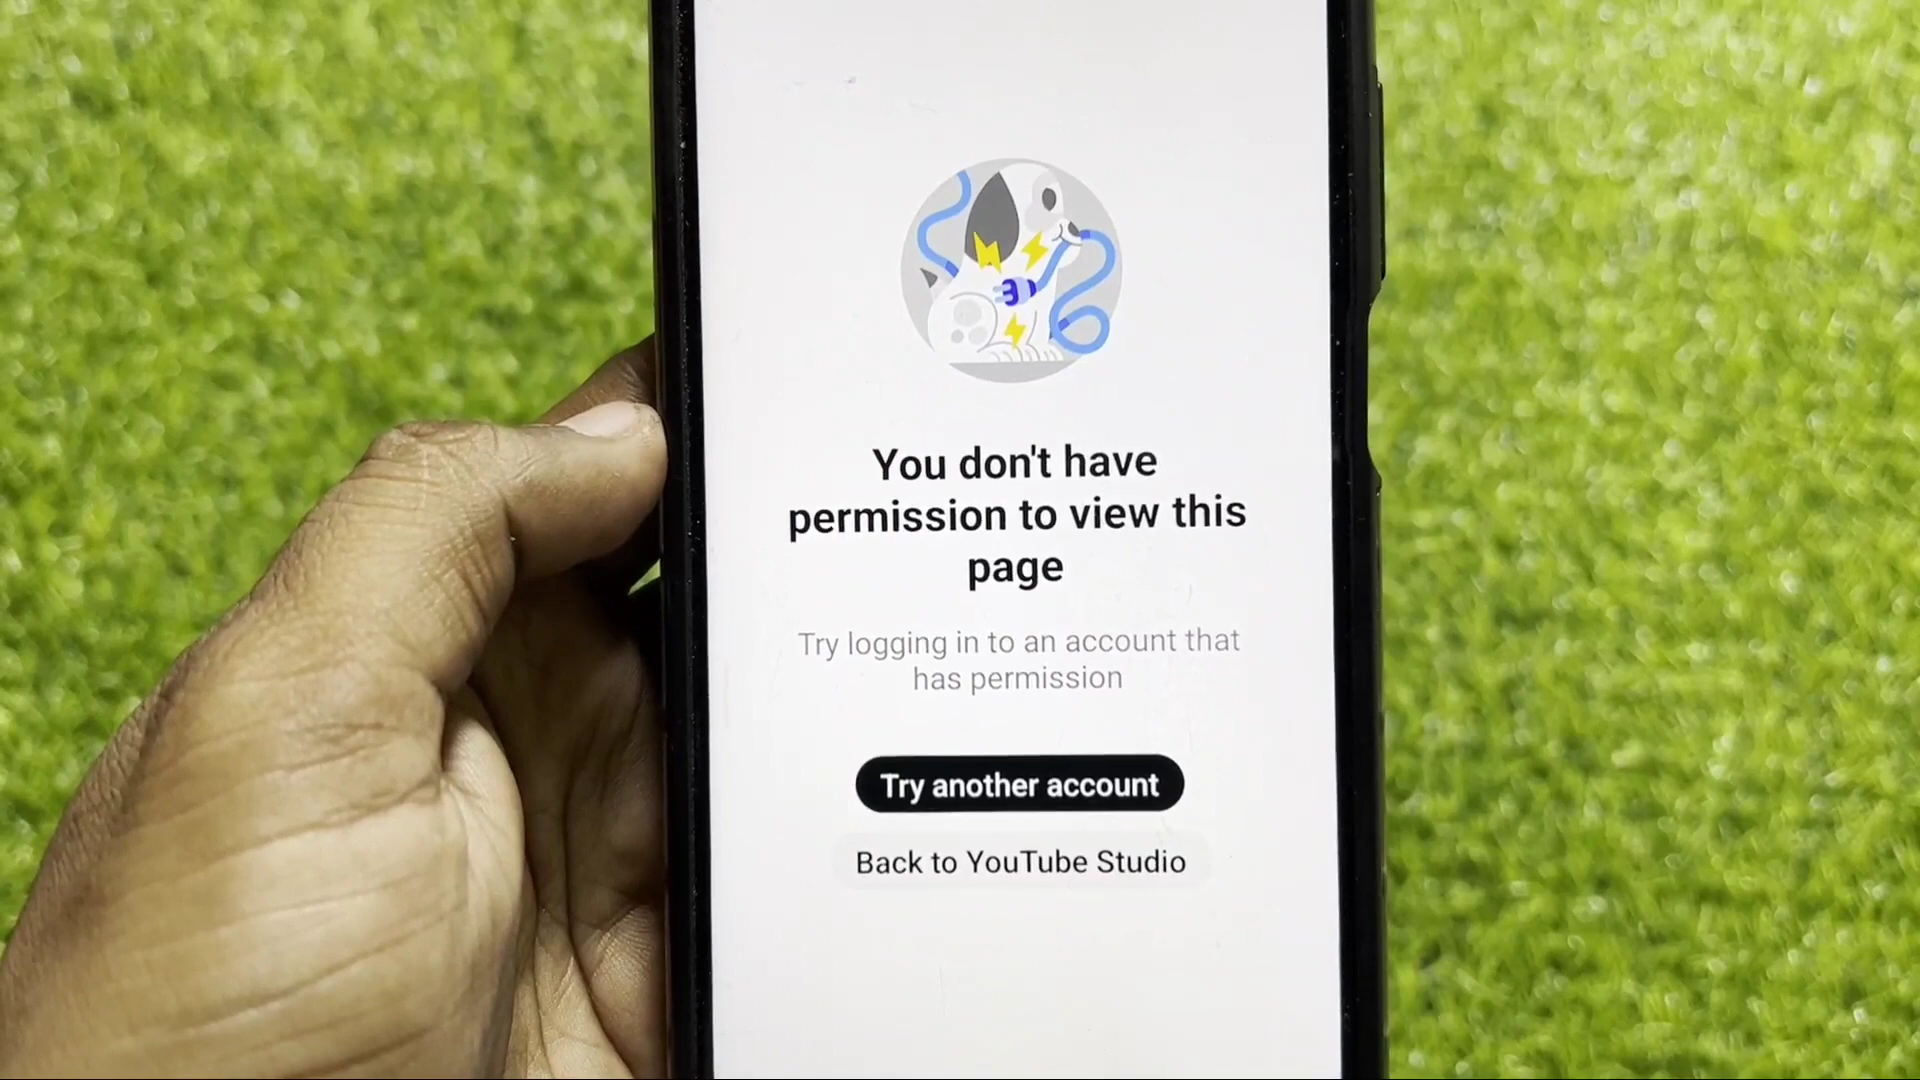 You don't have
permission to view this
page
Try logging in to an account that
has permission
Try another account
Back to YouTube Studio